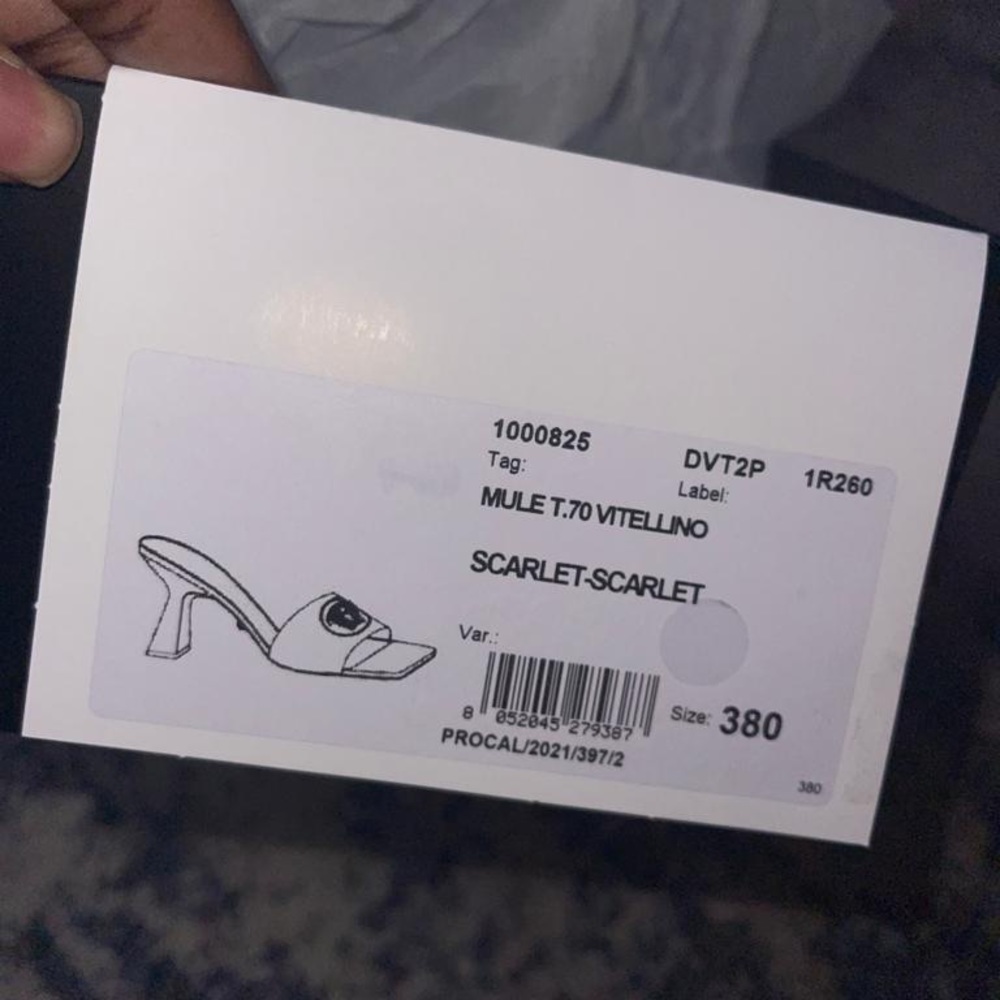 1000825 DVT2P 1R260
Tag: Label:
MULE T.70 VITELLINO
SCARLET-SCARLET
Var.:
8 052045 279387
Size: 380
PROCAL/2021/397/2
380